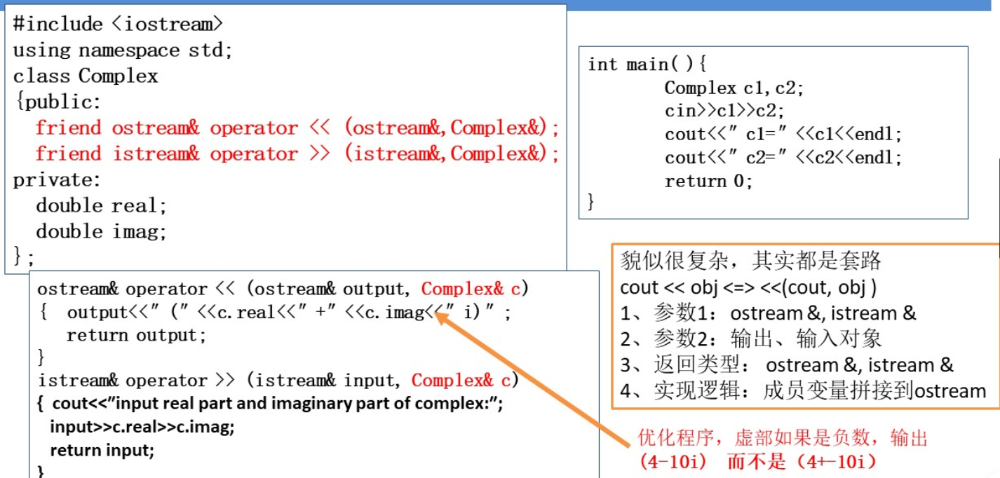 #include <iostream>
using namespace std;
class Complex
{public:
friend ostream& operator << (ostream&,Complex&);
friend istream& operator >> (istream&,Complex&);
private:
double real;
double imag;
};
ostream& operator << (ostream& output, Complex& c)
{ output<<"(" <<c.real<<"+" <<c.imag<<"i)" ;
return output;
}
istream& operator >> (istream& input, Complex& c)
{ cout<<"input real part and imaginary part of complex:";
input>>c.real>>c.imag;
return input;
}
int main( ){
Complex c1,c2;
cin>>c1>>c2;
cout<<" c1=" <<c1<<endl;
cout<<" c2=" <<c2<<endl;
return 0;
}
貌似很复杂，其实都是套路
cout << obj <=> <<(cout, obj )
1、参数1：ostream &, istream &
2、参数2：输出、输入对象
3、返回类型： ostream &, istream &
4、实现逻辑：成员变量拼接到ostream
优化程序，虚部如果是负数，输出
(4-10i) 而不是（4+-10i）